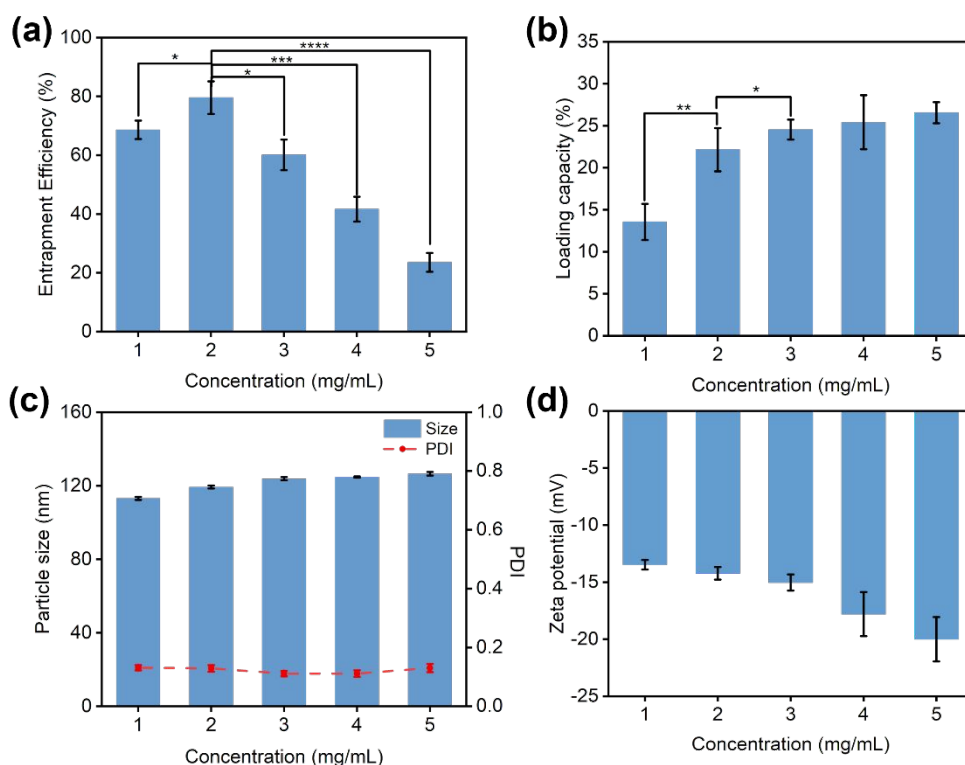 (a)
100
80
60
40
20
0
Entrapment Efficiency (%)
*
*
***
****
1 2 3 4 5
Concentration (mg/mL)
(b)
35
30
25
20
15
10
5
0
Loading capacity (%)
**
*
1 2 3 4 5
Concentration (mg/mL)
(c)
160
120
80
40
0
Particle size (nm)
Size
PDI
1.0
0.8
0.6
0.4
0.2
0.0
PDI
1 2 3 4 5
Concentration (mg/mL)
(d)
0
-5
-10
-15
-20
-25
Zeta potential (mV)
1 2 3 4 5
Concentration (mg/mL)